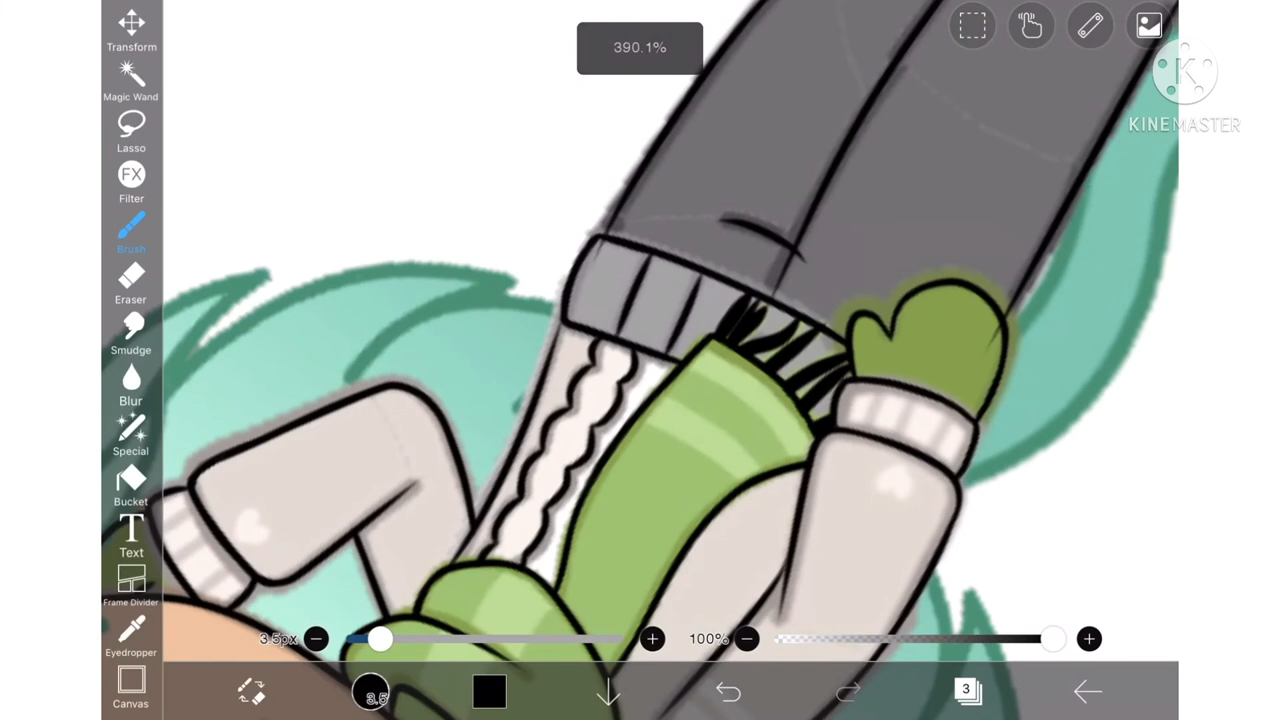 Transform
Magic Wand
Lasso
FX
Filter
Brush
Eraser
Smudge
Blur
Special
Bucket
T
Text
Frame Divider
Eyedropper
Canvas
390.1%
K
KINEMASTER
3.5px
100%
3.5
3